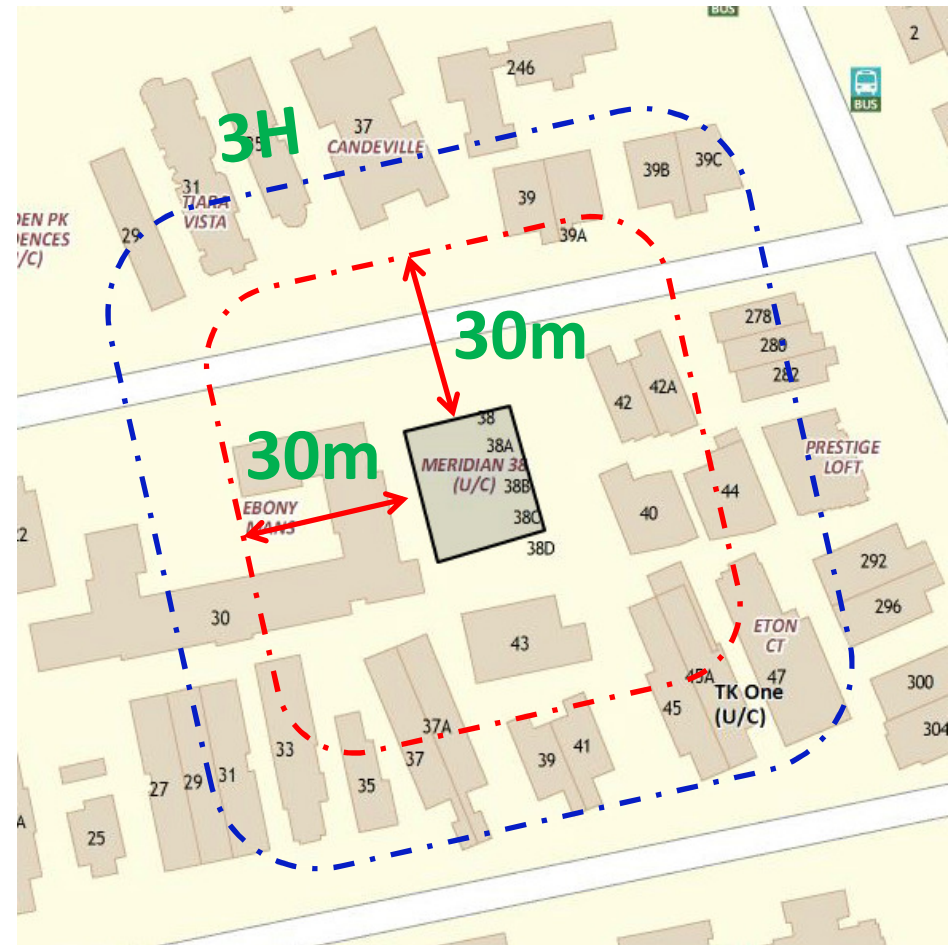 BUS
2
246
BUS
3H
35
37
CANDEVILLE
39B
39C
31
TIARA
VISTA
39
39A
DEN PK
DENCES
/C)
29
278
280
282
30m
42A
42
38
38A
MERIDIAN 38
(U/C)
38B
38C
38D
30m
PRESTIGE
LOFT
44
40
EBONY
MANS
2
292
296
30
43
ETON
CT
47
45A
45
TK One
(U/C)
300
304
37A
37
33
39
41
27
29
31
35
A
25